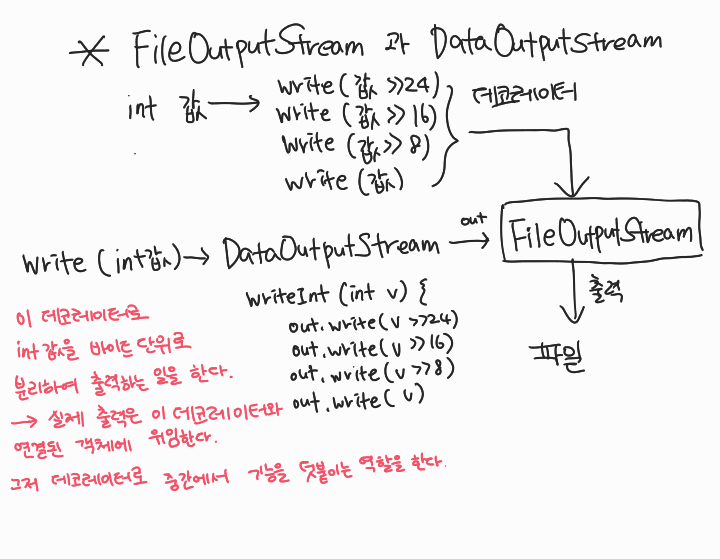 * FileOutputStream 과 DataOutputStream
int 값 → write(값 >>24)
write (값 >> 16)
write (값 >> 8)
write (값)
데코레이터
write (int값) → DataOutputStream
out
FileOutputStream
출력
파일
writeInt (int v) {
out.write(v >>24)
out.write(v >>16)
out.write(v >>8)
out.write( v)
이 데코레이터로
int 값을 바이트 단위로
분리하여 출력하는 일을 한다.
→ 실제 출력은 이 데코레이터와
연결된 객체에 위임한다.
그저 데코레이터로 중간에서 기능을 덧붙이는 역할을 한다.